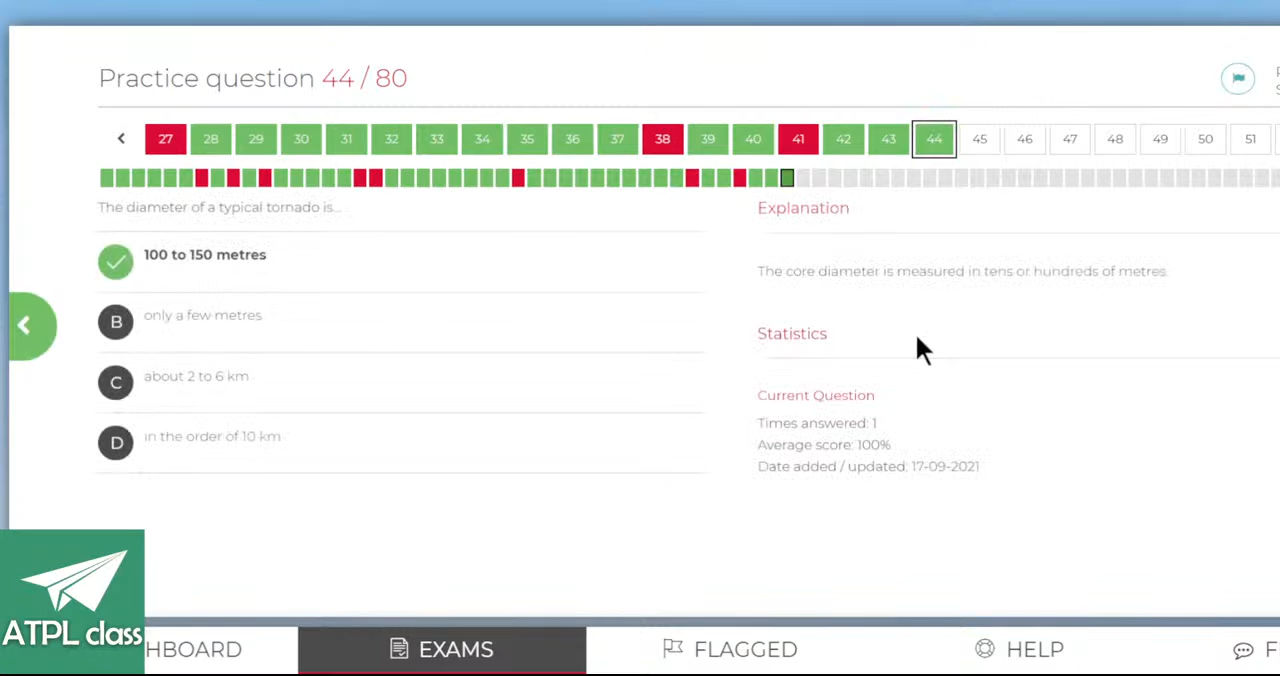 Practice question 44 / 80
27 28 29 30 31 32 33 34 35 36 37 38 39 40 41 42 43 44 45 46 47 48 49 50 51
The diameter of a typical tornado is...
100 to 150 metres
B only a few metres
C about 2 to 6 km
D in the order of 10 km
Explanation
The core diameter is measured in tens or hundreds of metres.
Statistics
Current Question
Times answered: 1
Average score: 100%
Date added / updated: 17-09-2021
ATPL class
HBOARD EXAMS FLAGGED HELP F